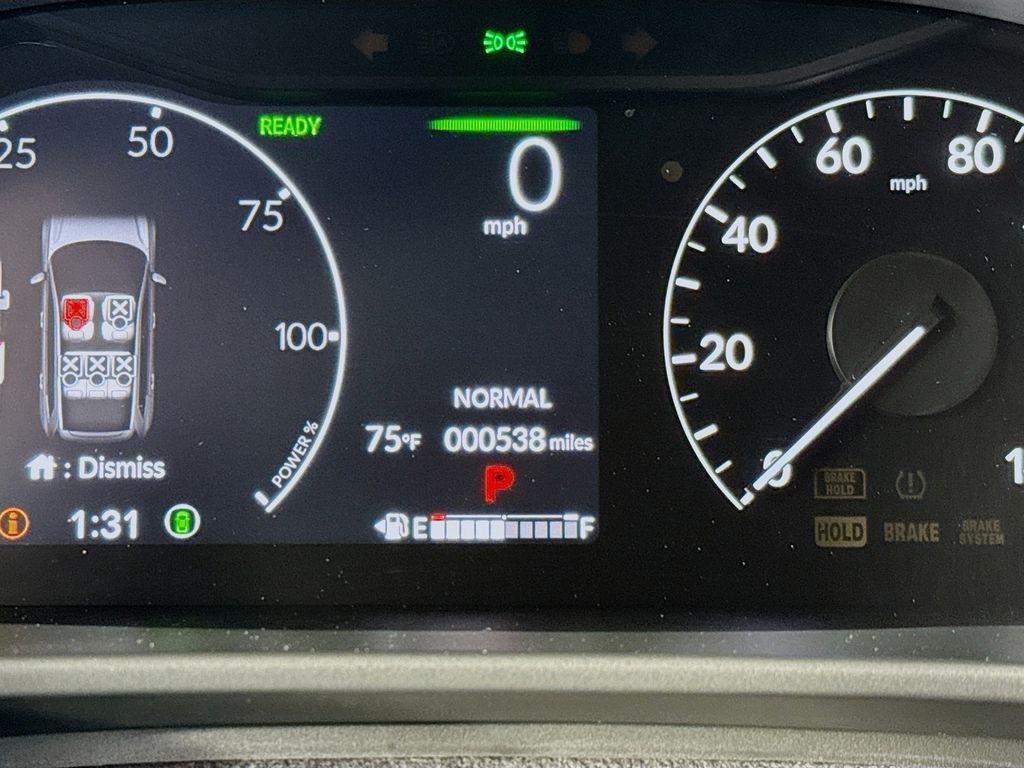 READY
25
50
75
100
POWER %
0
mph
NORMAL
75°F 000538 miles
P
E F
: Dismiss
1:31
20
40
60
80
mph
0
BRAKE HOLD
HOLD
BRAKE
BRAKE SYSTEM